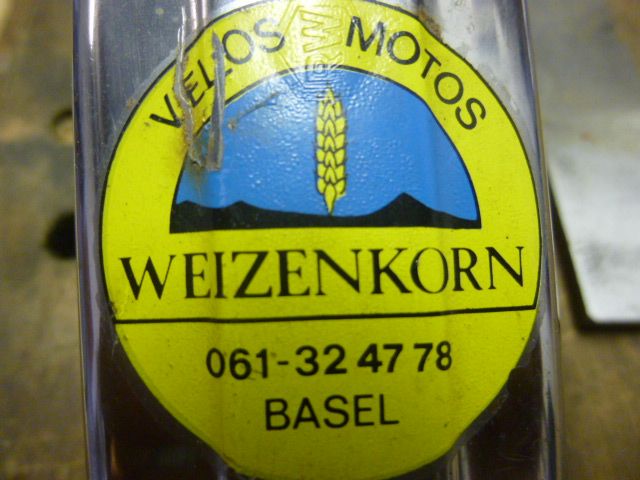 VELOS MOTOS
WEIZENKORN
061-32 47 78
BASEL